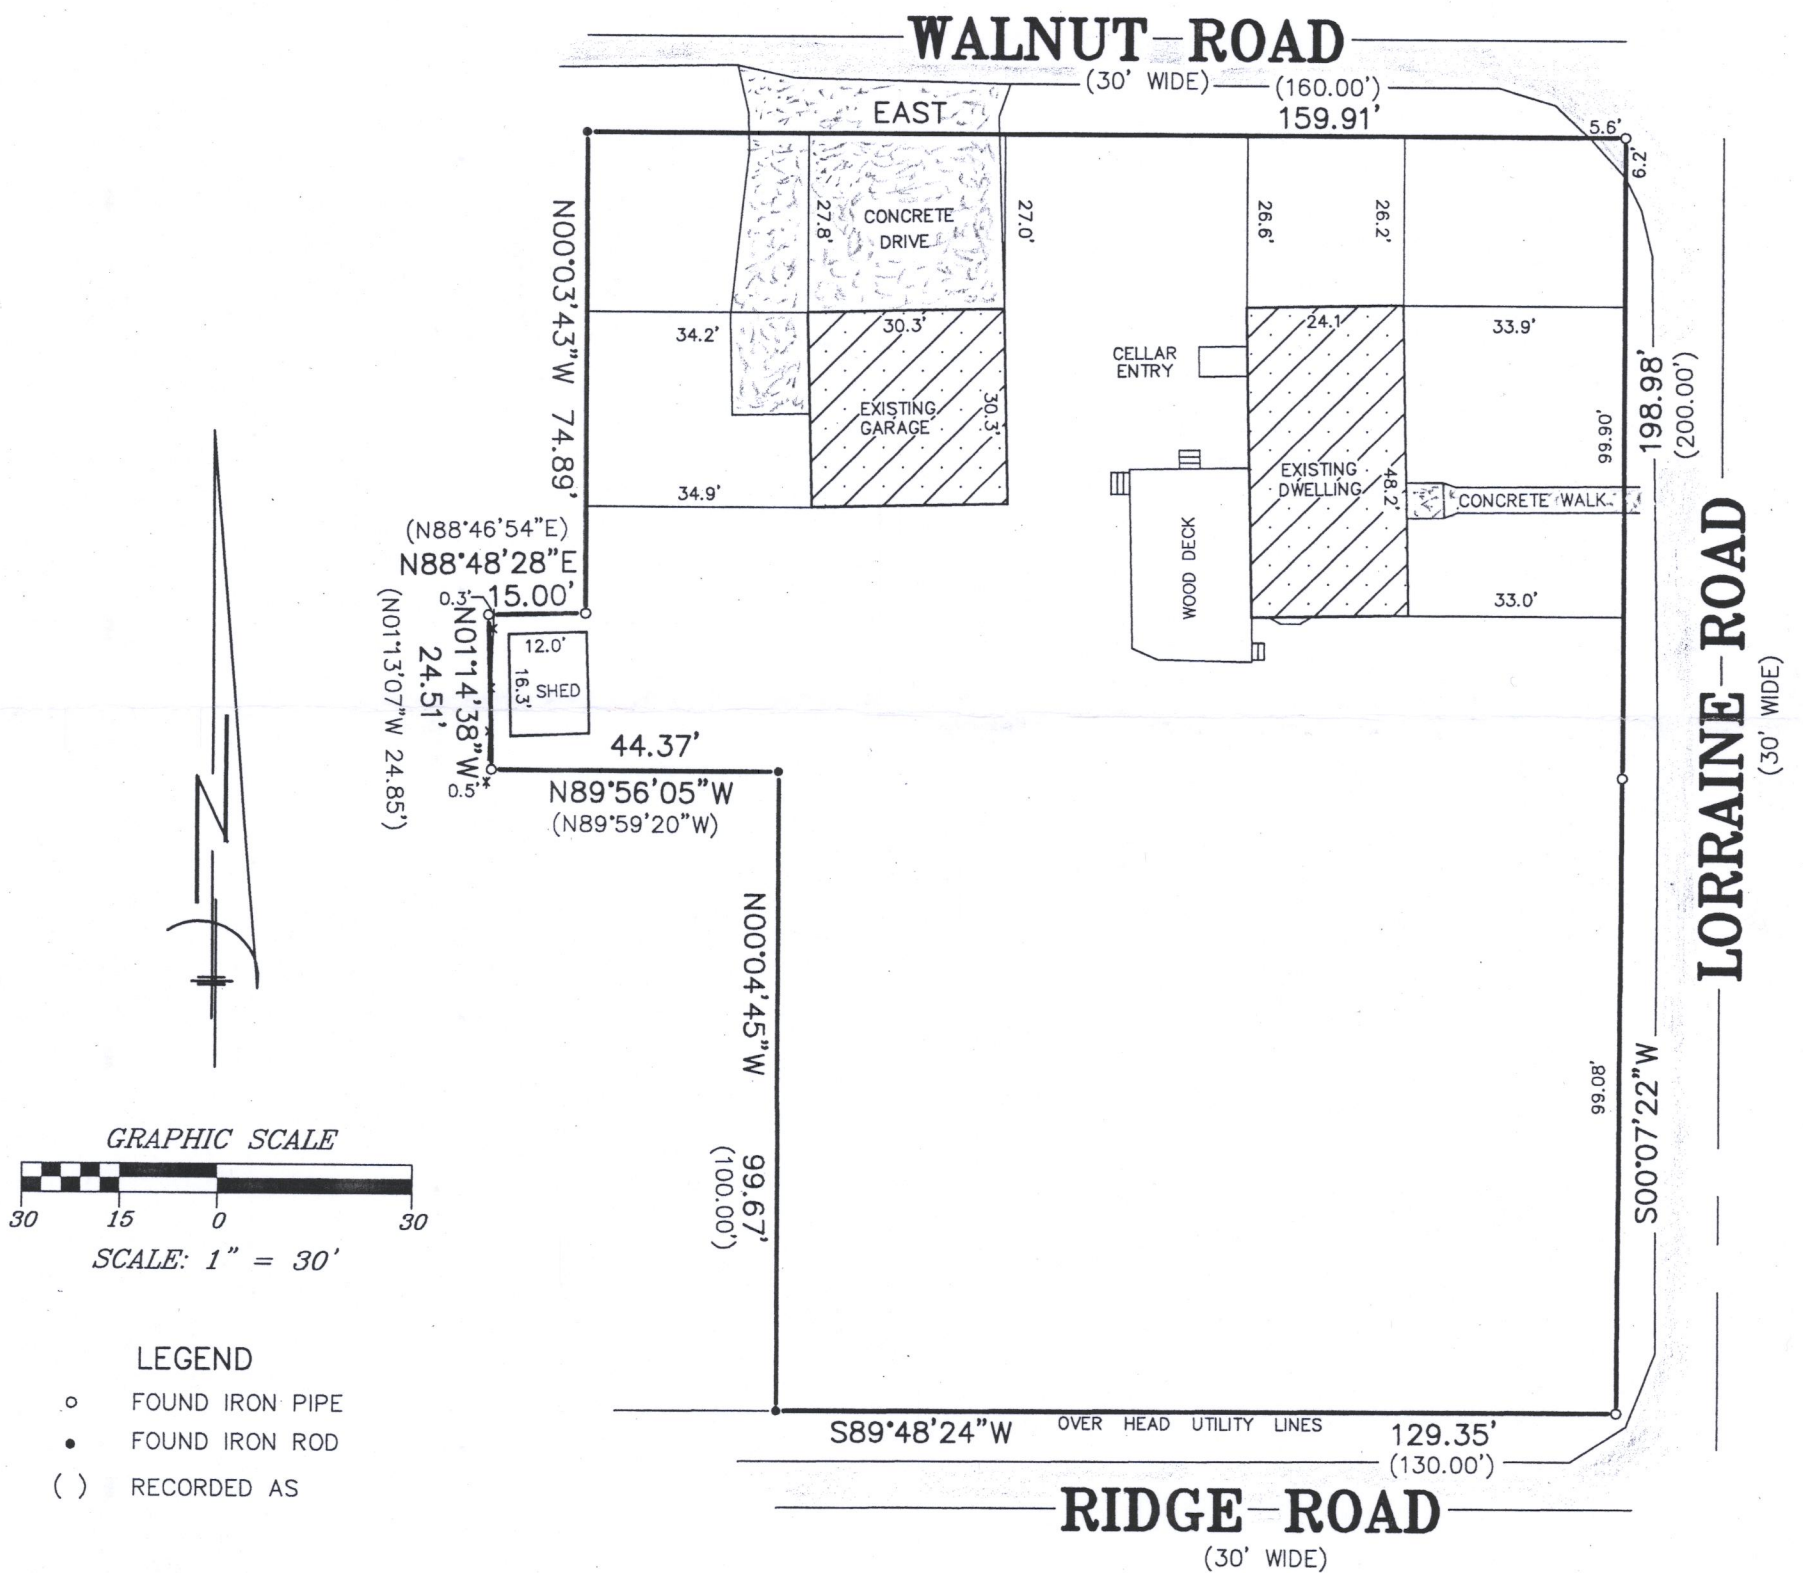 WALNUT ROAD
(30' WIDE)
(160.00')
EAST
159.91'
5.6'
6.2'
N00°03'43"W 74.89'
27.8'
CONCRETE
DRIVE
27.0'
26.6'
26.2'
34.2'
30.3'
24.1'
33.9'
CELLAR
ENTRY
EXISTING
GARAGE
30.3'
99.90'
198.98'
(200.00')
34.9'
EXISTING
DWELLING
48.2'
CONCRETE WALK
WOOD DECK
33.0'
(N88°46'54"E)
N88°48'28"E
15.00'
0.3'
N01°14'38"W
24.51'
(N01°13'07"W 24.85')
12.0'
16.3'
SHED
0.5'
44.37'
N89°56'05"W
(N89°59'20"W)
LORRAINE ROAD
(30' WIDE)
N
N00°04'45"W 99.67'
(100.00')
99.08'
S00°07'22"W
GRAPHIC SCALE
30 15 0 30
SCALE: 1" = 30'
LEGEND
FOUND IRON PIPE
FOUND IRON ROD
( ) RECORDED AS
S89°48'24"W
OVER HEAD UTILITY LINES
129.35'
(130.00')
RIDGE ROAD
(30' WIDE)